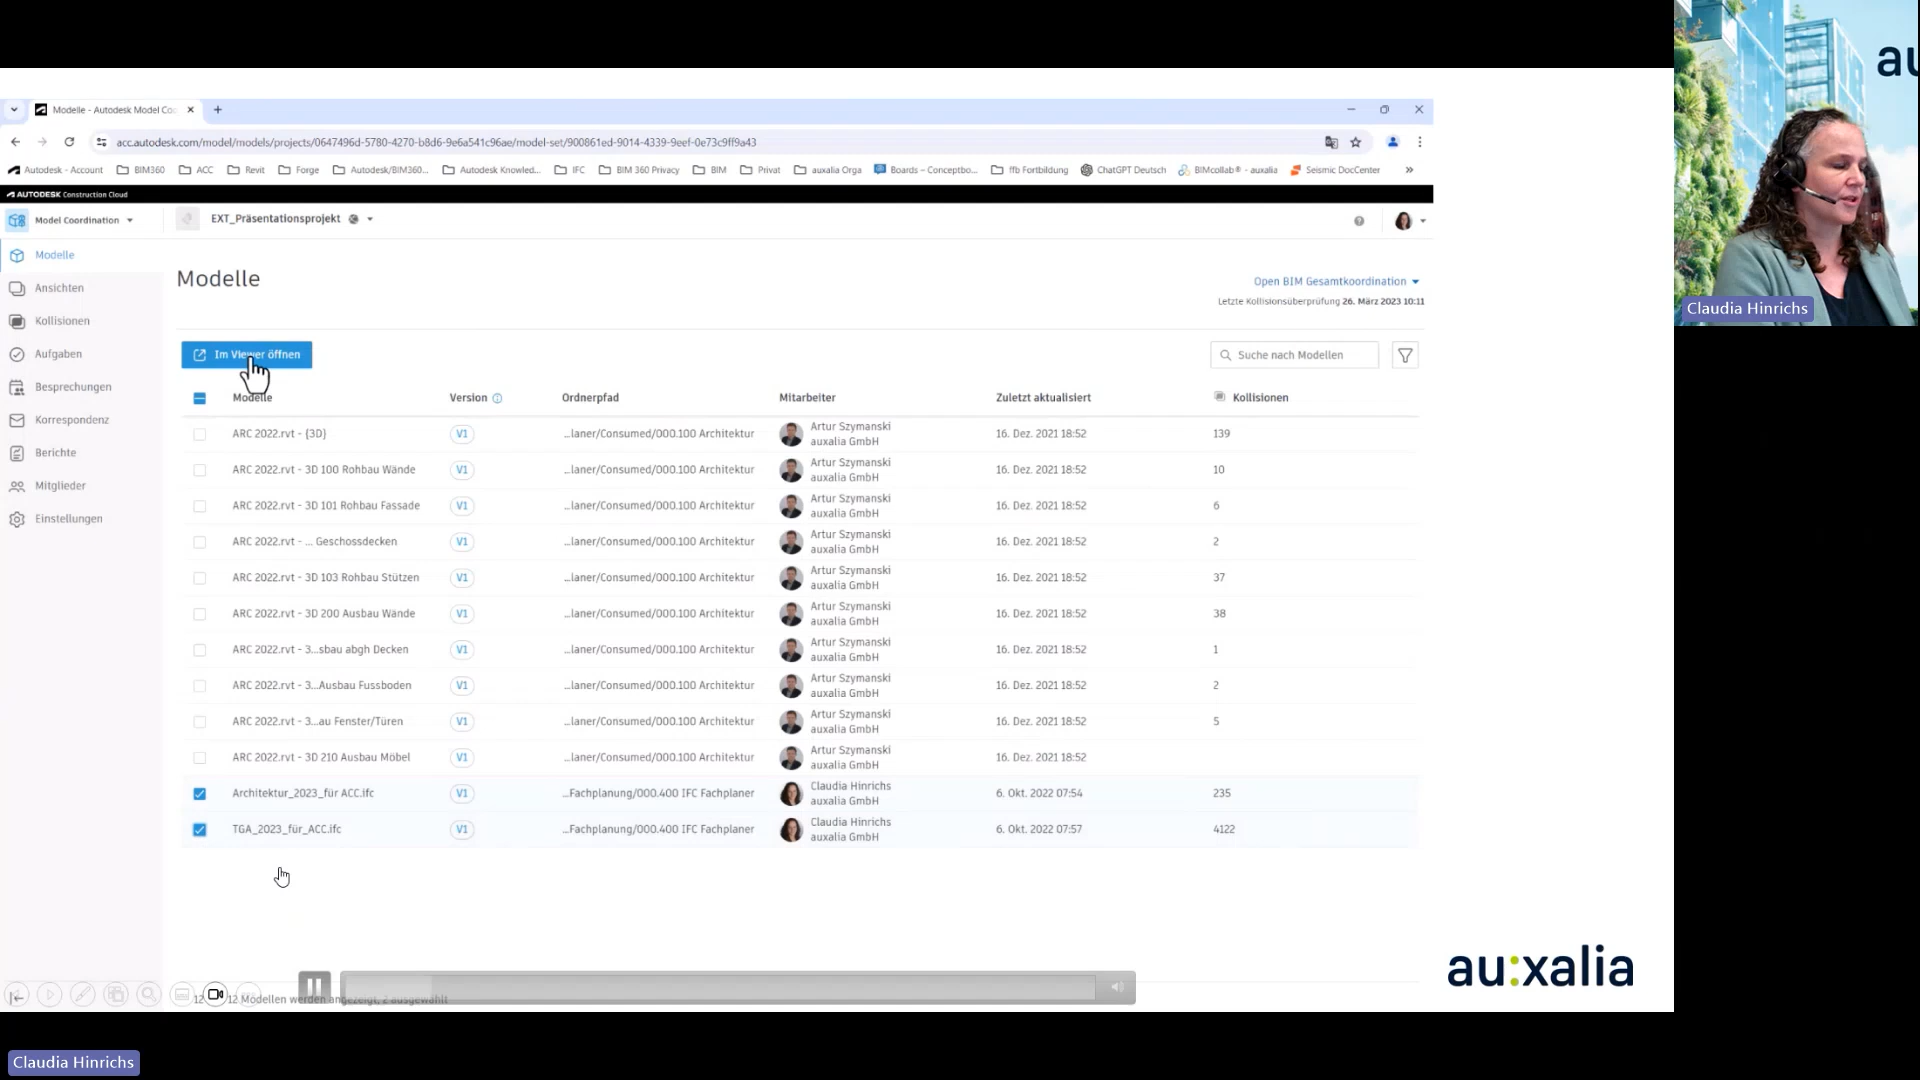 Modelle - Autodesk Model Co
acc.autodesk.com/model/models/projects/0647496d-5780-4270-b8d6-9e6a541c96ae/model-set/900861ed-9014-4339-9eef-0e73c9ff9a43
Autodesk - Account BIM360 ACC Revit Forge Autodesk/BIM360... Autodesk Knowled... IFC BIM 360 Privacy BIM Privat auxalia Orga Boards – Conceptbo... ffb Fortbildung ChatGPT Deutsch BIMcollab® - auxalia Seismic DocCenter »
AUTODESK Construction Cloud
Model Coordination
EXT_Präsentationsprojekt
Modelle
Ansichten
Kollisionen
Aufgaben
Besprechungen
Korrespondenz
Berichte
Mitglieder
Einstellungen
Modelle
Open BIM Gesamtkoordination
Letzte Kollisionsüberprüfung 26. März 2023 10:11
Im Viewer öffnen
Suche nach Modellen
Modelle Version Ordnerpfad Mitarbeiter Zuletzt aktualisiert Kollisionen
ARC 2022.rvt - {3D} V1 ...laner/Consumed/000.100 Architektur Artur Szymanski auxalia GmbH 16. Dez. 2021 18:52 139
ARC 2022.rvt - 3D 100 Rohbau Wände V1 ...laner/Consumed/000.100 Architektur Artur Szymanski auxalia GmbH 16. Dez. 2021 18:52 10
ARC 2022.rvt - 3D 101 Rohbau Fassade V1 ...laner/Consumed/000.100 Architektur Artur Szymanski auxalia GmbH 16. Dez. 2021 18:52 6
ARC 2022.rvt - ... Geschossdecken V1 ...laner/Consumed/000.100 Architektur Artur Szymanski auxalia GmbH 16. Dez. 2021 18:52 2
ARC 2022.rvt - 3D 103 Rohbau Stützen V1 ...laner/Consumed/000.100 Architektur Artur Szymanski auxalia GmbH 16. Dez. 2021 18:52 37
ARC 2022.rvt - 3D 200 Ausbau Wände V1 ...laner/Consumed/000.100 Architektur Artur Szymanski auxalia GmbH 16. Dez. 2021 18:52 38
ARC 2022.rvt - 3...sbau abgh Decken V1 ...laner/Consumed/000.100 Architektur Artur Szymanski auxalia GmbH 16. Dez. 2021 18:52 1
ARC 2022.rvt - 3...Ausbau Fussboden V1 ...laner/Consumed/000.100 Architektur Artur Szymanski auxalia GmbH 16. Dez. 2021 18:52 2
ARC 2022.rvt - 3...au Fenster/Türen V1 ...laner/Consumed/000.100 Architektur Artur Szymanski auxalia GmbH 16. Dez. 2021 18:52 5
ARC 2022.rvt - 3D 210 Ausbau Möbel V1 ...laner/Consumed/000.100 Architektur Artur Szymanski auxalia GmbH 16. Dez. 2021 18:52
Architektur_2023_für ACC.ifc V1 ...Fachplanung/000.400 IFC Fachplaner Claudia Hinrichs auxalia GmbH 6. Okt. 2022 07:54 235
TGA_2023_für_ACC.ifc V1 ...Fachplanung/000.400 IFC Fachplaner Claudia Hinrichs auxalia GmbH 6. Okt. 2022 07:57 4122
12 12 Modellen werden angezeigt, 2 ausgewählt
au:xalia
au
Claudia Hinrichs
Claudia Hinrichs